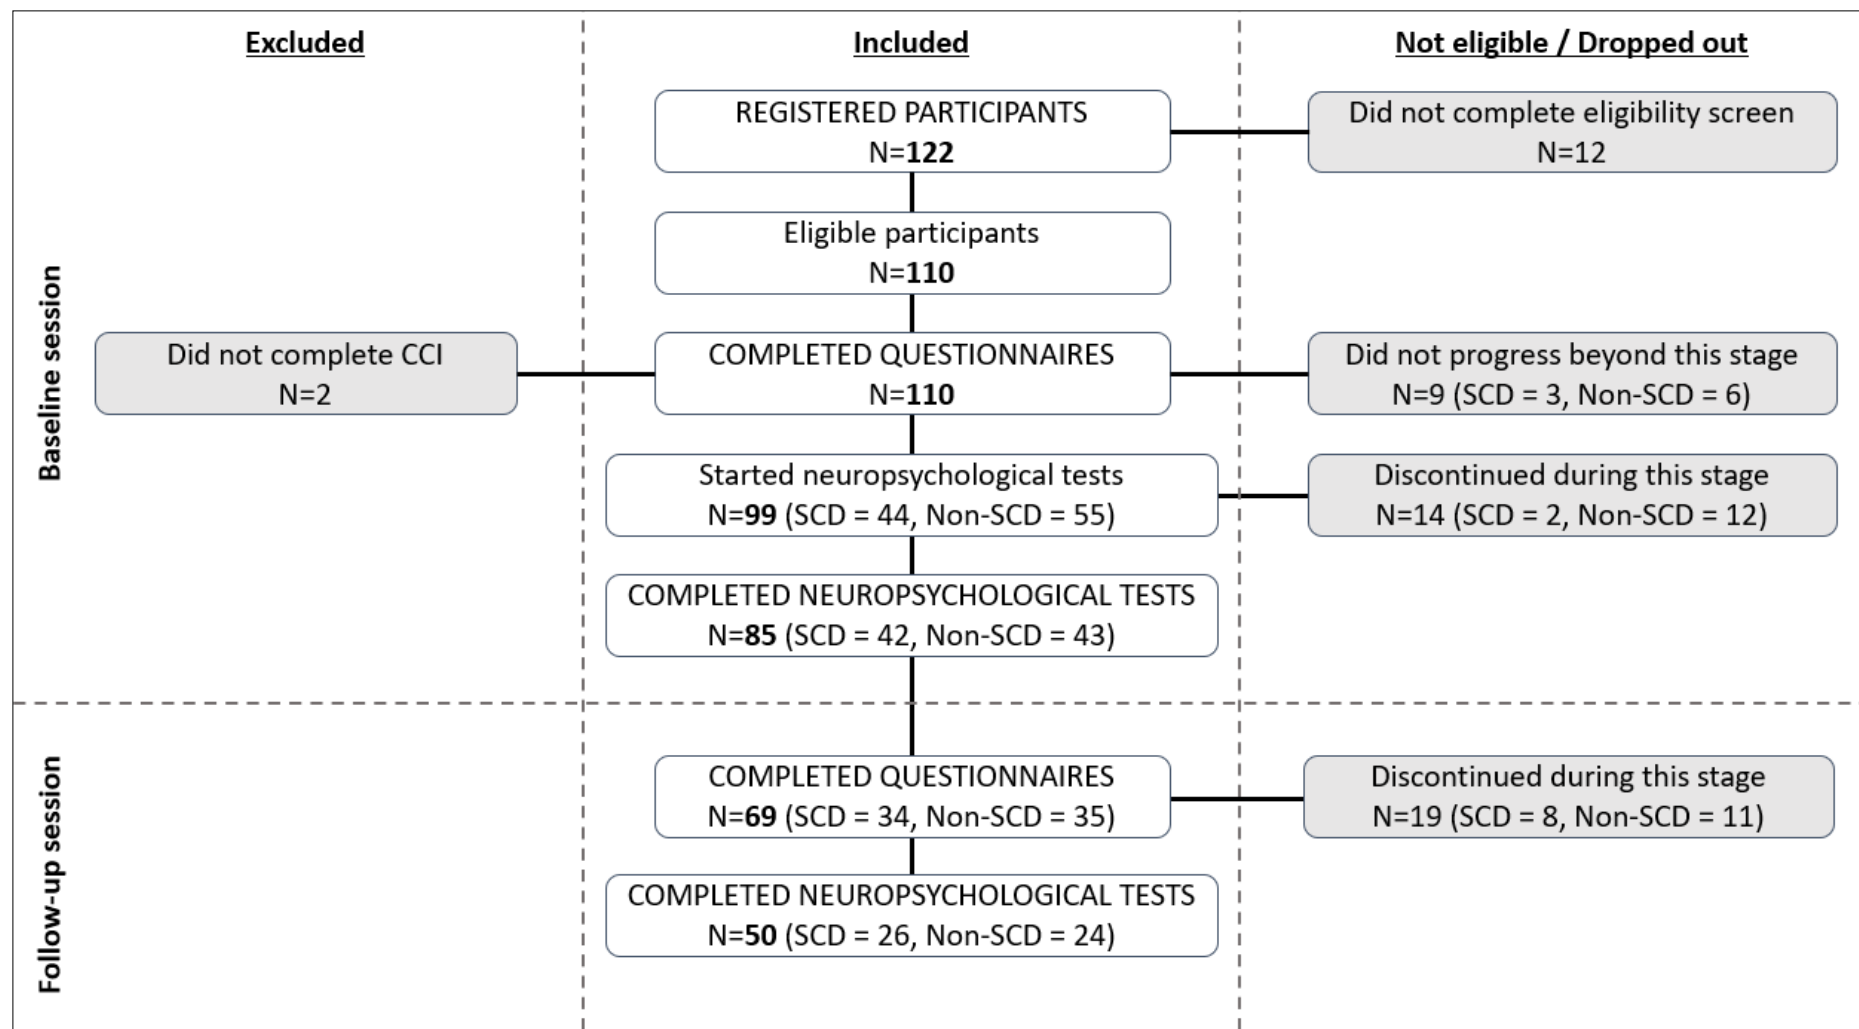 Excluded
Included
Not eligible / Dropped out
Baseline session
REGISTERED PARTICIPANTS
N=122
Did not complete eligibility screen
N=12
Eligible participants
N=110
Did not complete CCI
N=2
COMPLETED QUESTIONNAIRES
N=110
Did not progress beyond this stage
N=9 (SCD = 3, Non-SCD = 6)
Started neuropsychological tests
N=99 (SCD = 44, Non-SCD = 55)
Discontinued during this stage
N=14 (SCD = 2, Non-SCD = 12)
COMPLETED NEUROPSYCHOLOGICAL TESTS
N=85 (SCD = 42, Non-SCD = 43)
Follow-up session
COMPLETED QUESTIONNAIRES
N=69 (SCD = 34, Non-SCD = 35)
Discontinued during this stage
N=19 (SCD = 8, Non-SCD = 11)
COMPLETED NEUROPSYCHOLOGICAL TESTS
N=50 (SCD = 26, Non-SCD = 24)